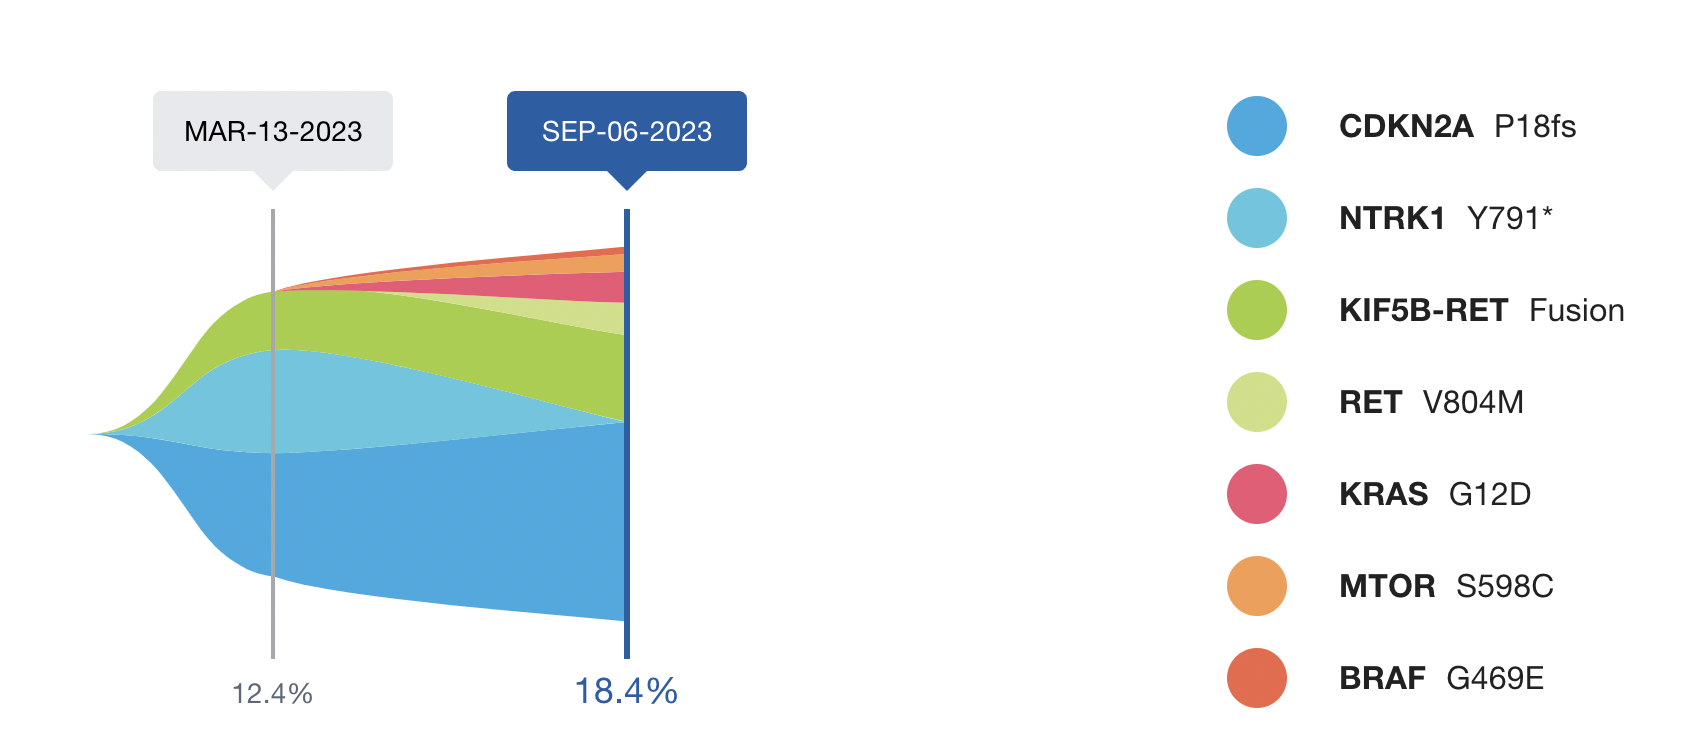 MAR-13-2023
SEP-06-2023
12.4%
18.4%
CDKN2A P18fs
NTRK1 Y791*
KIF5B-RET Fusion
RET V804M
KRAS G12D
MTOR S598C
BRAF G469E